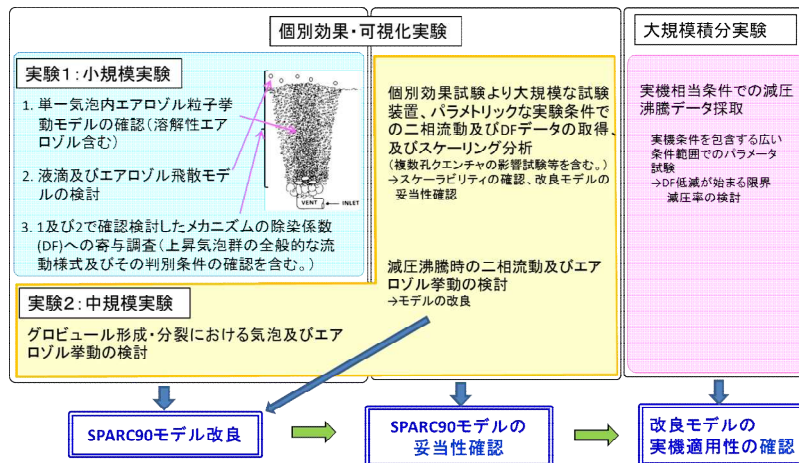 個別効果・可視化実験
大規模積分実験
実験1:小規模実験
1. 単一気泡内エアロゾル粒子挙
動モデルの確認(溶解性エア
ロゾル含む)
2. 液滴及びエアロゾル飛散モデ
ルの検討
3. 1及び2で確認検討したメカニズムの除染係数
(DF)への寄与調査(上昇気泡群の全般的な流
動様式及びその判別条件の確認を含む。)
VENT
INLET
実験2:中規模実験
グロビュール形成・分裂における気泡及びエア
ロゾル挙動の検討
個別効果試験より大規模な試験
装置、パラメトリックな実験条件で
の二相流動及びDFデータの取得、
及びスケーリング分析
(複数孔クエンチャの影響試験等を含む。)
→スケーラビリティの確認、改良モデルの
妥当性確認
減圧沸騰時の二相流動及びエア
ロゾル挙動の検討
→モデルの改良
実機相当条件での減圧
沸騰データ採取
実機条件を包含する広い
条件範囲でのパラメータ
試験
→DF低減が始まる限界
減圧率の検討
SPARC90モデル改良
SPARC90モデルの
妥当性確認
改良モデルの
実機適用性の確認